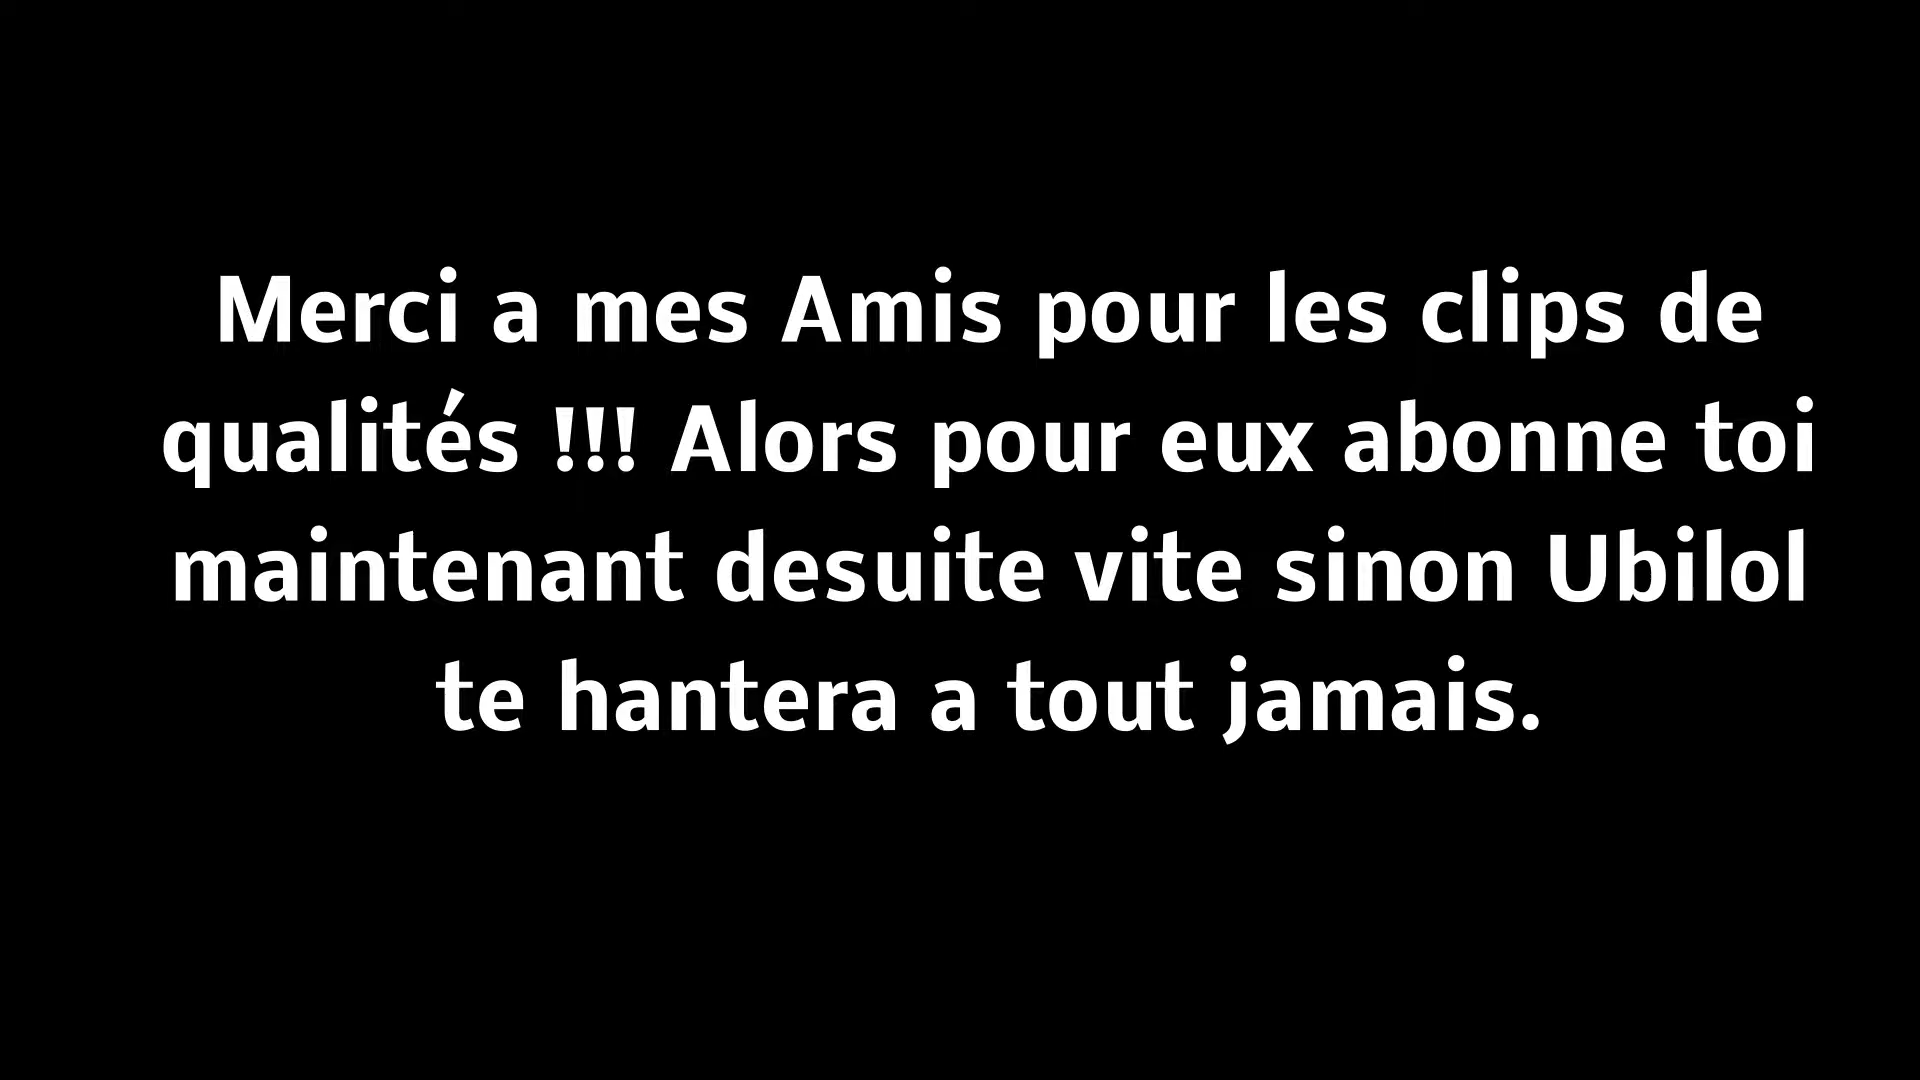 Merci a mes Amis pour les clips de
qualités !!! Alors pour eux abonne toi
maintenant desuite vite sinon Ubilol
te hantera a tout jamais.